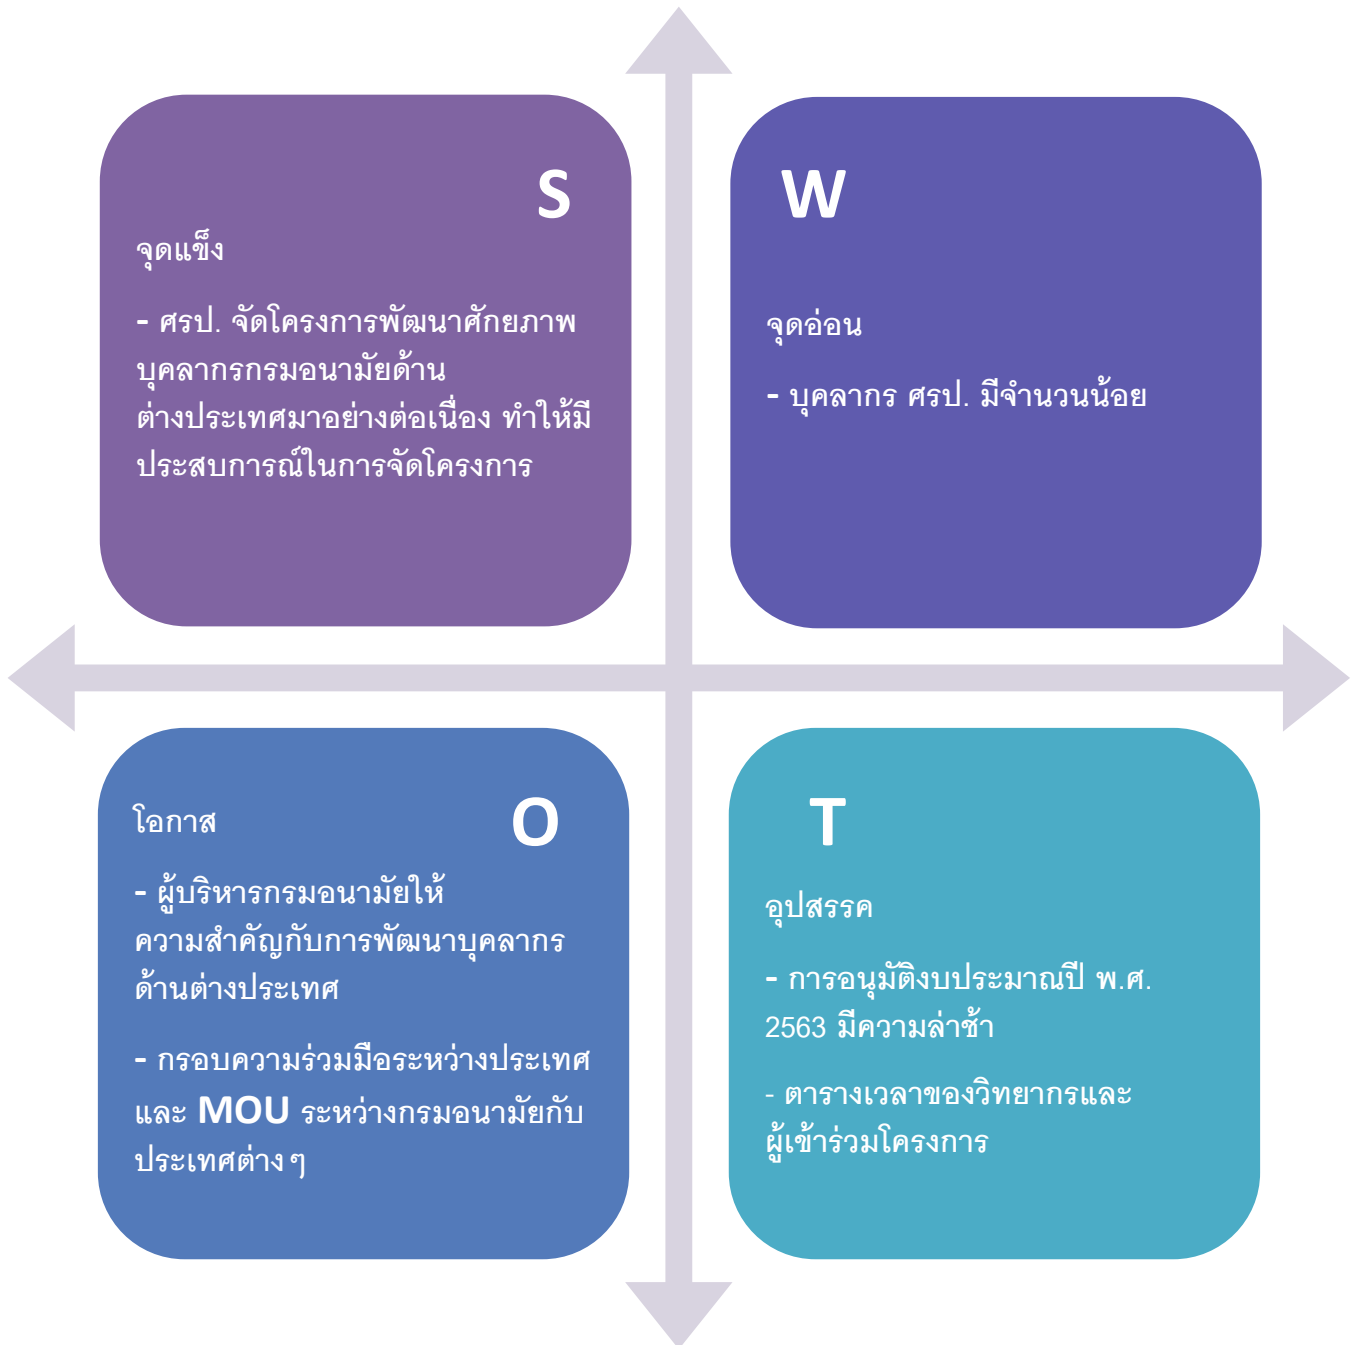 S
จุดแข็ง
- ศรป. จัดโครงการพัฒนาศักยภาพ
บุคลากรกรมอนามัยด้าน
ต่างประเทศมาอย่างต่อเนื่อง ทำให้มี
ประสบการณ์ในการจัดโครงการ
W
จุดอ่อน
- บุคลากร ศรป. มีจำนวนน้อย
O
โอกาส
- ผู้บริหารกรมอนามัยให้
ความสำคัญกับการพัฒนาบุคลากร
ด้านต่างประเทศ
- กรอบความร่วมมือระหว่างประเทศ
และ MOU ระหว่างกรมอนามัยกับ
ประเทศต่าง ๆ
T
อุปสรรค
- การอนุมัติงบประมาณปี พ.ศ.
2563 มีความล่าช้า
- ตารางเวลาของวิทยากรและ
ผู้เข้าร่วมโครงการ